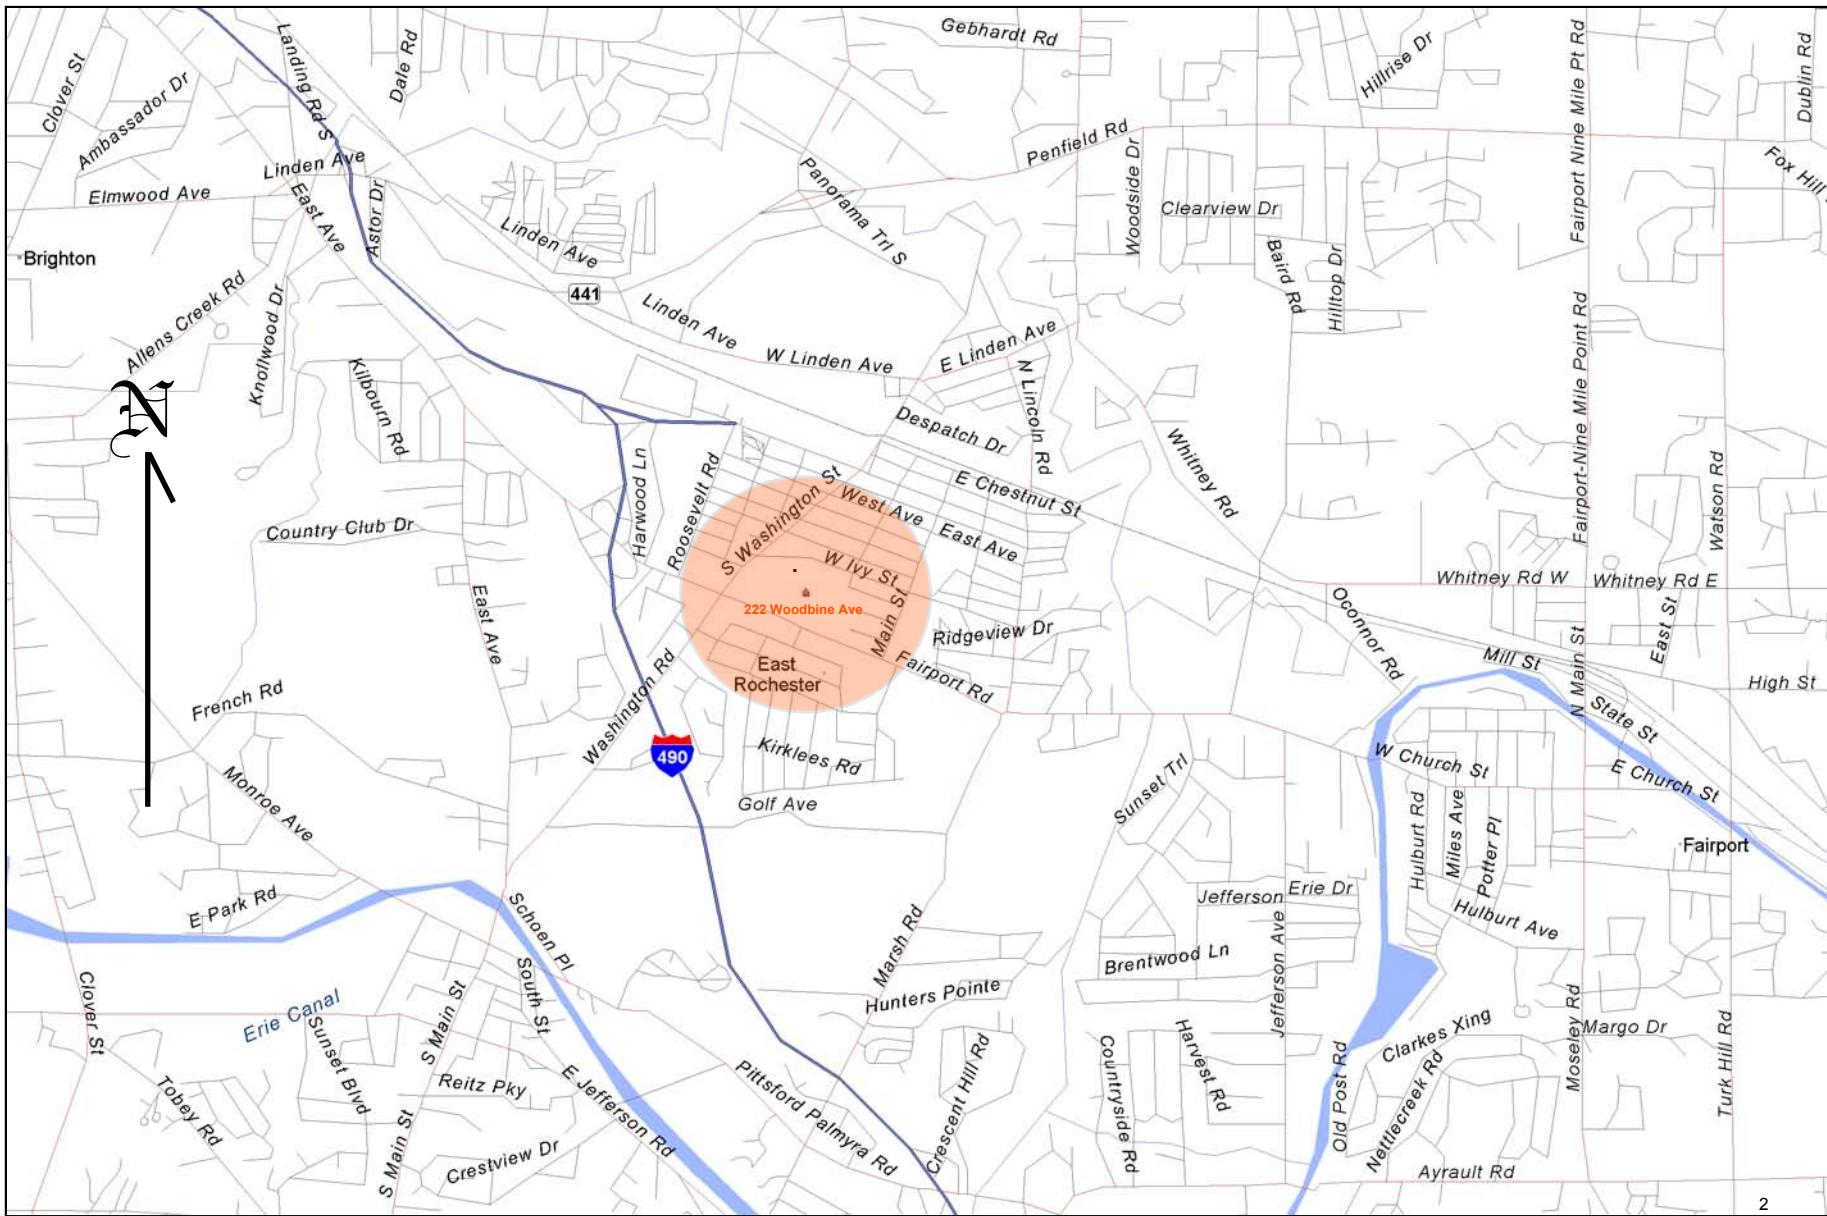 Gebhardt Rd
Landing Rd S
Dale Rd
Clover St
Ambassador Dr
Hillrise Dr
Fairport Nine Mile Pt Rd
Dublin Rd
Linden Ave
Elmwood Ave
East Ave
Astor Dr
Penfield Rd
Panorama Trl S
Woodside Dr
Clearview Dr
Fox Hill
Brighton
Linden Ave
441
Allens Creek Rd
Knollwood Dr
Linden Ave
W Linden Ave
E Linden Ave
Baird Rd
Hilltop Dr
Fairport-Nine Mile Point Rd
N
Kilbourn Rd
N Lincoln Rd
Despatch Dr
Whitney Rd
Watson Rd
Country Club Dr
Harwood Ln
Roosevelt Rd
S Washington St
West Ave
E Chestnut St
East Ave
W Ivy St
222 Woodbine Ave
Main St
Ridgeview Dr
Whitney Rd W
Whitney Rd E
East Ave
Oconnor Rd
N Main St
East St
Mill St
High St
East
Rochester
Fairport Rd
French Rd
Washington Rd
490
State St
Kirklees Rd
W Church St
E Church St
Monroe Ave
Golf Ave
Sunset Trl
Hulburt Rd
Miles Ave
Potter Pl
Fairport
E Park Rd
Schoen Pl
Jefferson
Erie Dr
Hulburt Ave
Jefferson Ave
Marsh Rd
Brentwood Ln
Clover St
Erie Canal
South St
S Main St
Hunters Pointe
Sunset Blvd
Moseley Rd
Margo Dr
Clarkes Xing
Turk Hill Rd
Tobey Rd
Reitz Pky
E Jefferson Rd
Pittsford Palmyra Rd
Crescent Hill Rd
Countryside Rd
Harvest Rd
Old Post Rd
Nettlecreek Rd
S Main St
Crestview Dr
Ayrault Rd
2